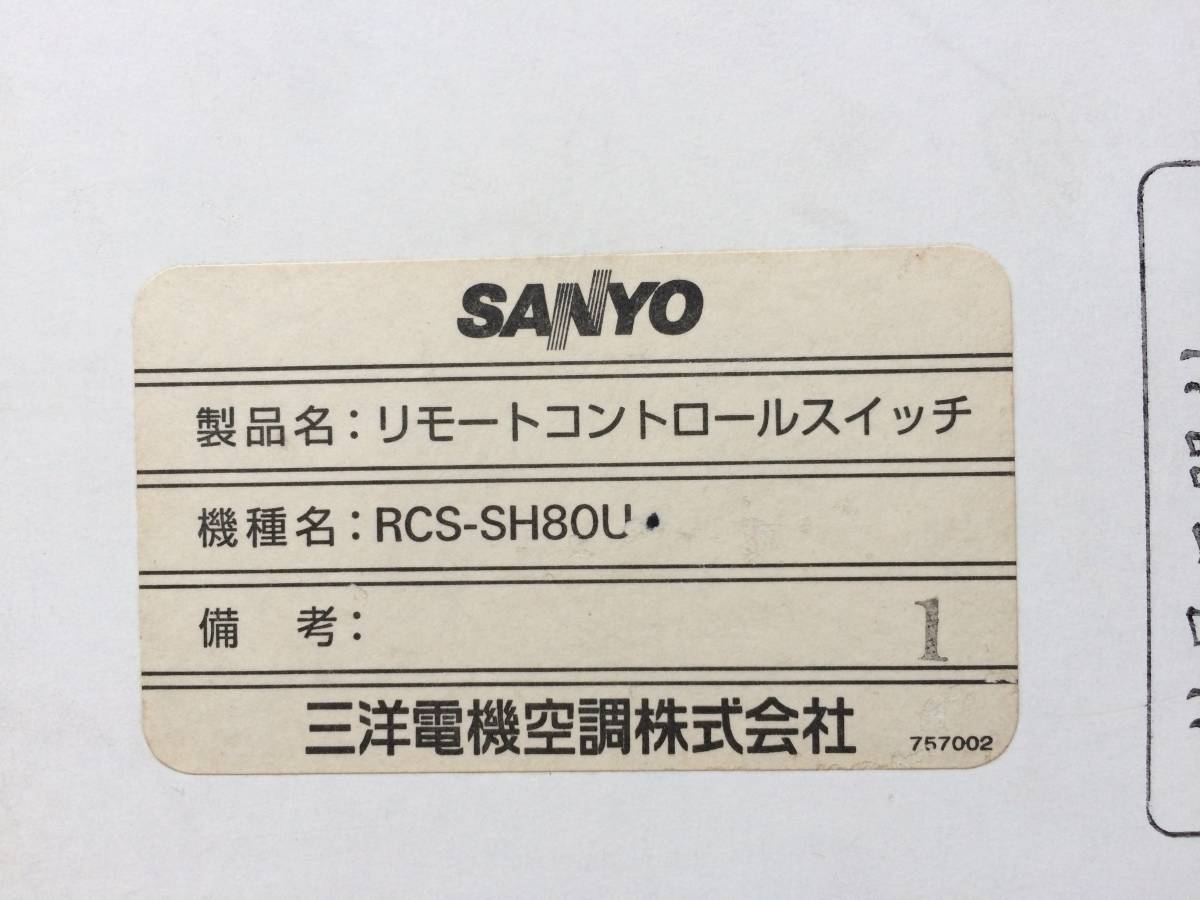 SANYO
製品名：リモートコントロールスイッチ
機種名：RCS-SH80U
備　考：
1
三洋電機空調株式会社
757002